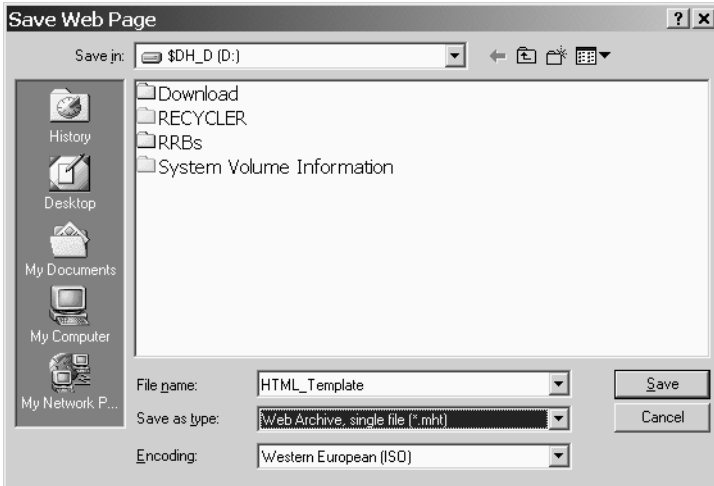 Save Web Page
Save in: $DH_D (D:)
Download
RECYCLER
RRBs
System Volume Information
History
Desktop
My Documents
My Computer
My Network P...
File name: HTML_Template Save
Save as type: Web Archive, single file (*.mht) Cancel
Encoding: Western European (ISO)